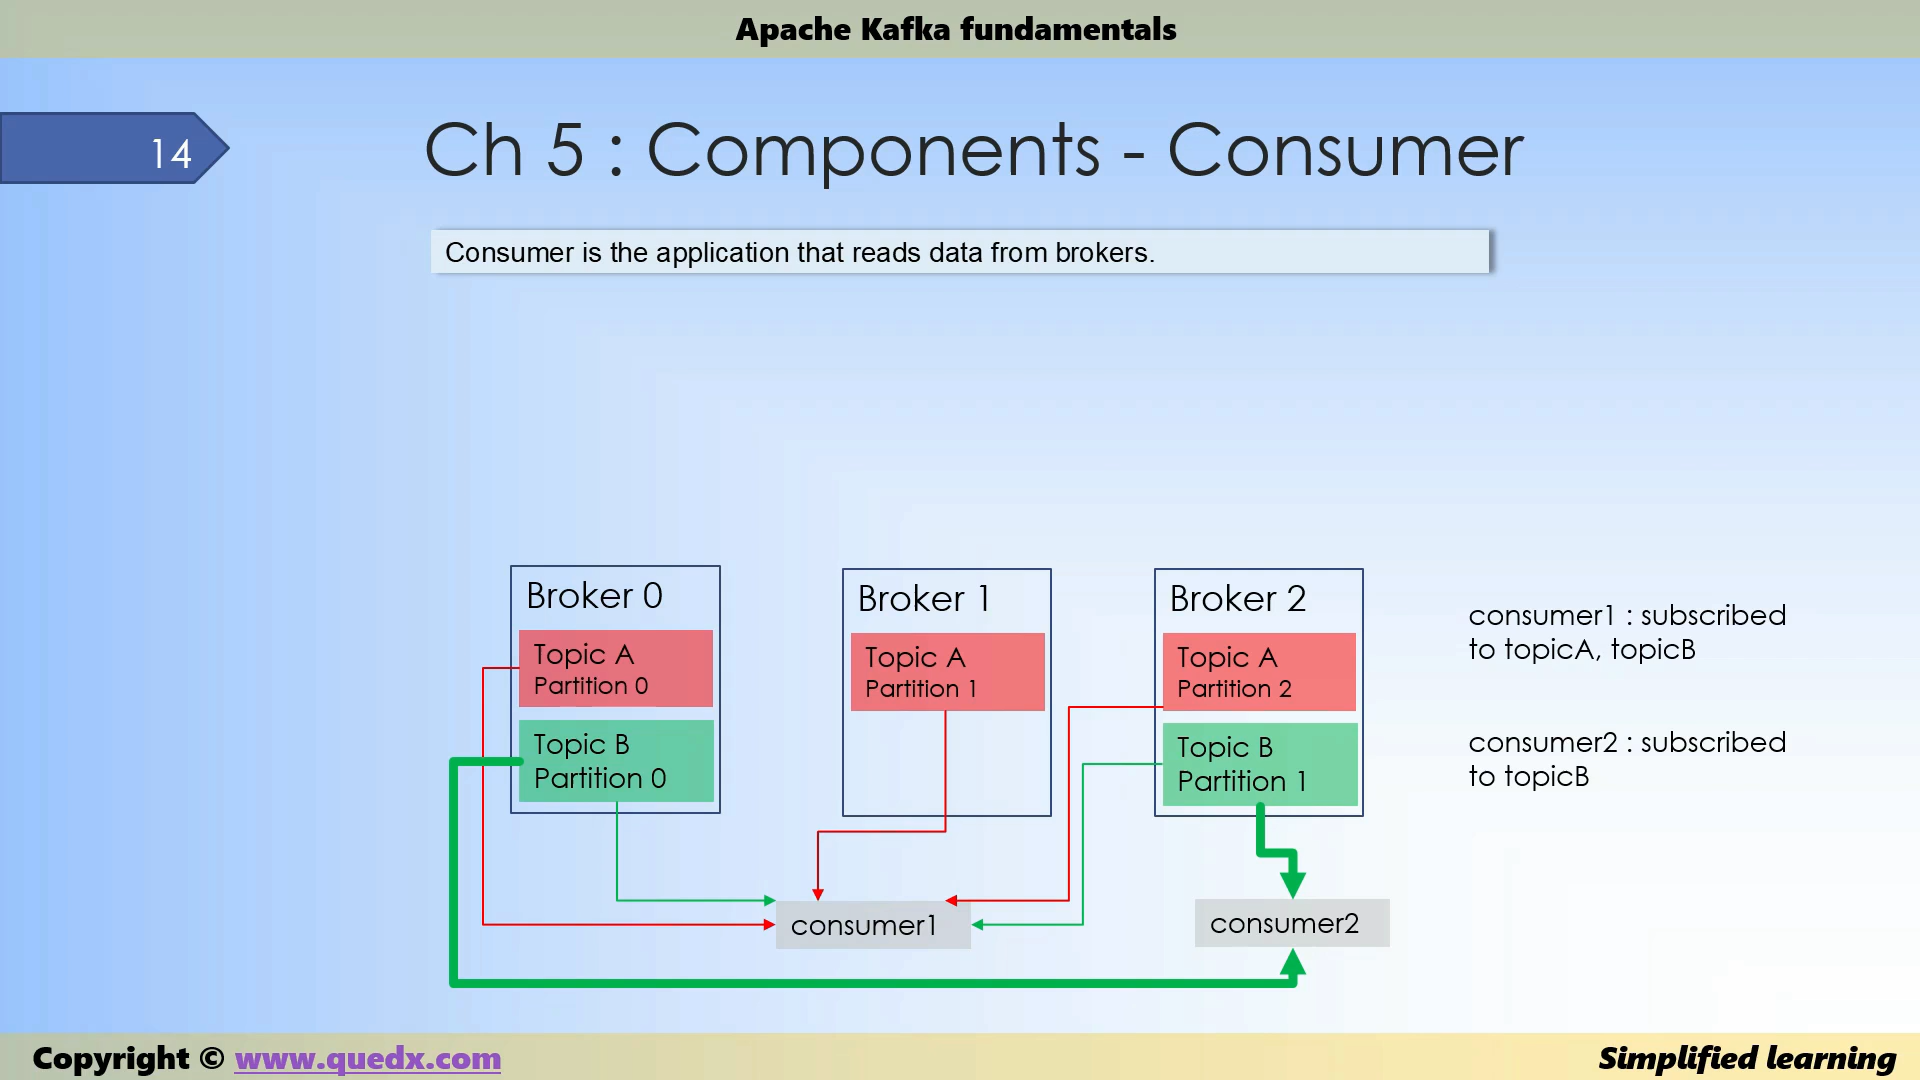 Apache Kafka fundamentals
14
Ch 5 : Components - Consumer
Consumer is the application that reads data from brokers.
Broker 0
Topic A
Partition 0
Topic B
Partition 0
Broker 1
Topic A
Partition 1
Broker 2
Topic A
Partition 2
Topic B
Partition 1
consumer1 : subscribed
to topicA, topicB
consumer2 : subscribed
to topicB
consumer1
consumer2
Copyright © www.quedx.com
Simplified learning